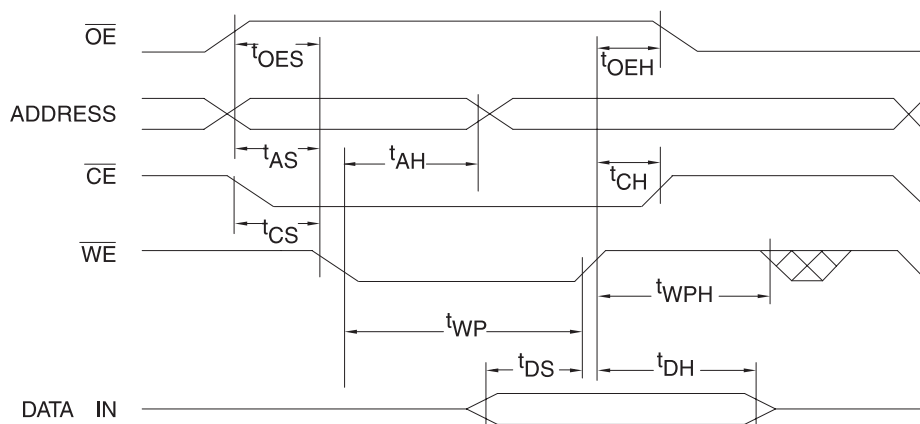 OE
tOES
tOEH
ADDRESS
tAS
tAH
CE
tCH
tCS
WE
tWPH
tWP
tDS
tDH
DATA IN